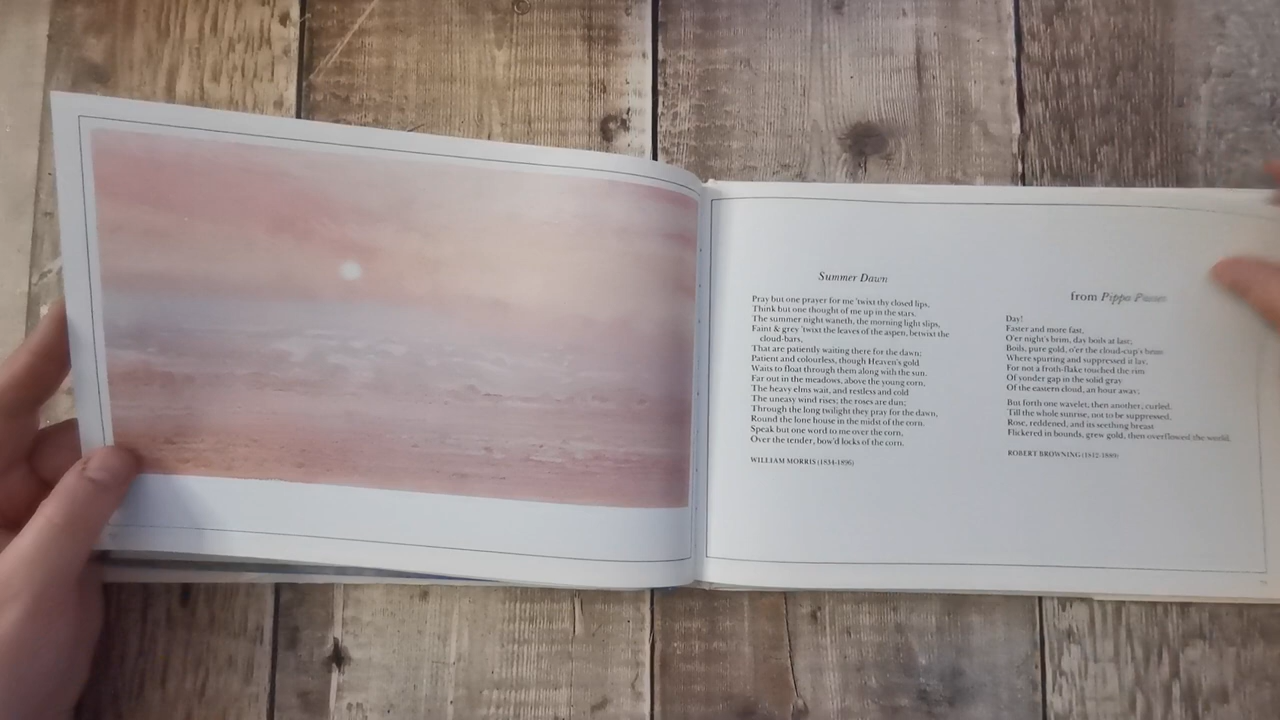 Summer Dawn
Pray but one prayer for me 'twixt thy closed lips,
Think but one thought of me up in the stars.
The summer night waneth, the morning light slips,
Faint & grey 'twixt the leaves of the aspen, betwixt the
cloud-bars,
That are patiently waiting there for the dawn:
Patient and colourless, though Heaven's gold
Waits to float through them along with the sun.
Far out in the meadows, above the young corn,
The heavy elms wait, and restless and cold
The uneasy wind rises; the roses are dun;
Through the long twilight they pray for the dawn,
Round the lone house in the midst of the corn.
Speak but one word to me over the corn,
Over the tender, bow'd locks of the corn.
WILLIAM MORRIS (1834-1896)
from Pippa Passes
Day!
Faster and more fast,
O'er night's brim, day boils at last;
Boils, pure gold, o'er the cloud-cup's brim
Where spurting and suppressed it lay,
For not a froth-flake touched the rim
Of yonder gap in the solid gray
Of the eastern cloud, an hour away;
But forth one wavelet, then another, curled,
Till the whole sunrise, not to be suppressed,
Rose, reddened, and its seething breast
Flickered in bounds, grew gold, then overflowed the world.
ROBERT BROWNING (1812-1889)